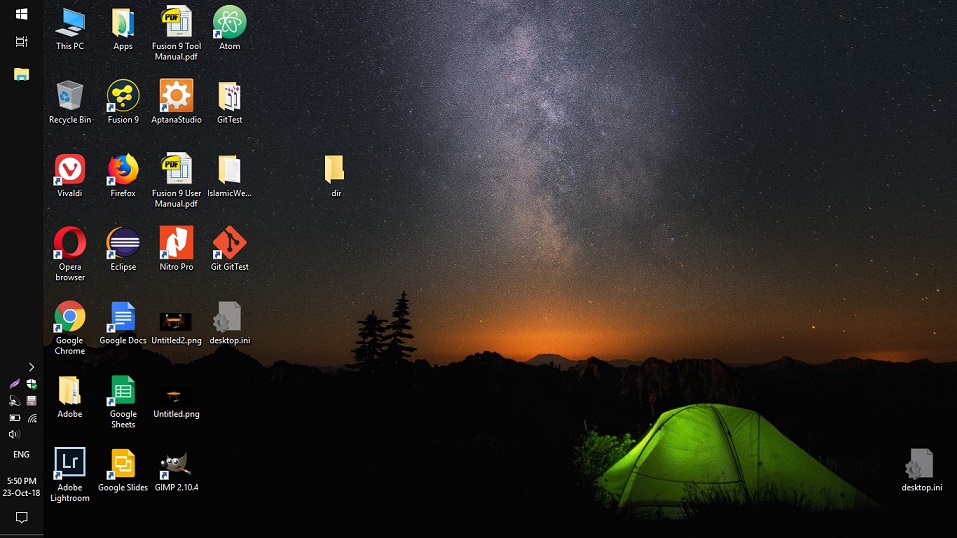 This PC
Apps
Fusion 9 Tool
Manual.pdf
Atom
Recycle Bin
Fusion 9
AptanaStudio
GitTest
Vivaldi
Firefox
Fusion 9 User
Manual.pdf
IslamicWe...
dir
Opera
browser
Eclipse
Nitro Pro
Git GitTest
Google
Chrome
Google Docs
Untitled2.png
desktop.ini
Adobe
Google
Sheets
Untitled.png
Adobe
Lightroom
Google Slides
GIMP 2.10.4
desktop.ini
PDF
PDF
Lr
ENG
5:50 PM
23-Oct-18